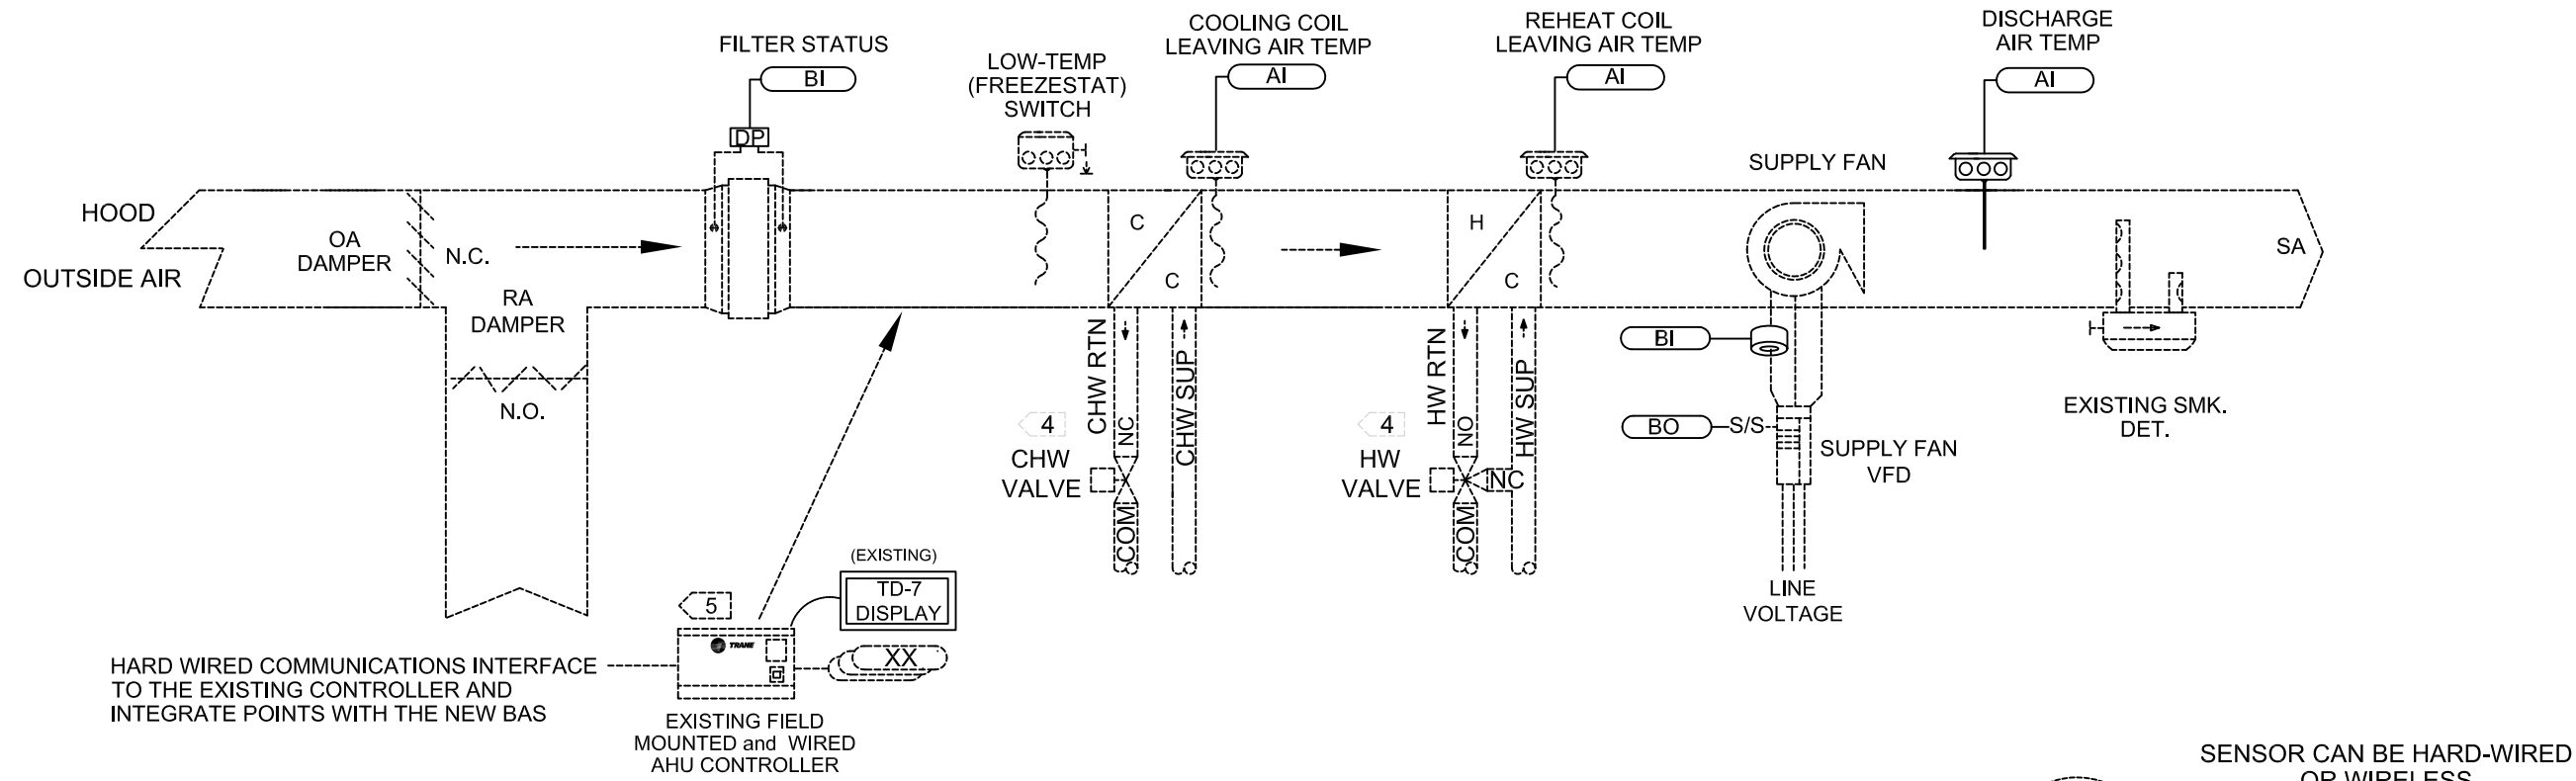 FILTER STATUS
BI
DP
LOW-TEMP
(FREEZESTAT)
SWITCH
COOLING COIL
LEAVING AIR TEMP
AI
REHEAT COIL
LEAVING AIR TEMP
AI
DISCHARGE
AIR TEMP
AI
SUPPLY FAN
HOOD
OUTSIDE AIR
OA
DAMPER
N.C.
RA
DAMPER
N.O.
C
C
H
C
SA
CHW RTN
NC
CHW SUP
COM
4
CHW
VALVE
HW RTN
NO
HW SUP
NC
COM
4
HW
VALVE
BI
BO
S/S
SUPPLY FAN
VFD
LINE
VOLTAGE
EXISTING SMK.
DET.
(EXISTING)
TD-7
DISPLAY
5
TRANE
XX
HARD WIRED COMMUNICATIONS INTERFACE
TO THE EXISTING CONTROLLER AND
INTEGRATE POINTS WITH THE NEW BAS
EXISTING FIELD
MOUNTED and WIRED
AHU CONTROLLER
SENSOR CAN BE HARD-WIRED
OR WIRELESS